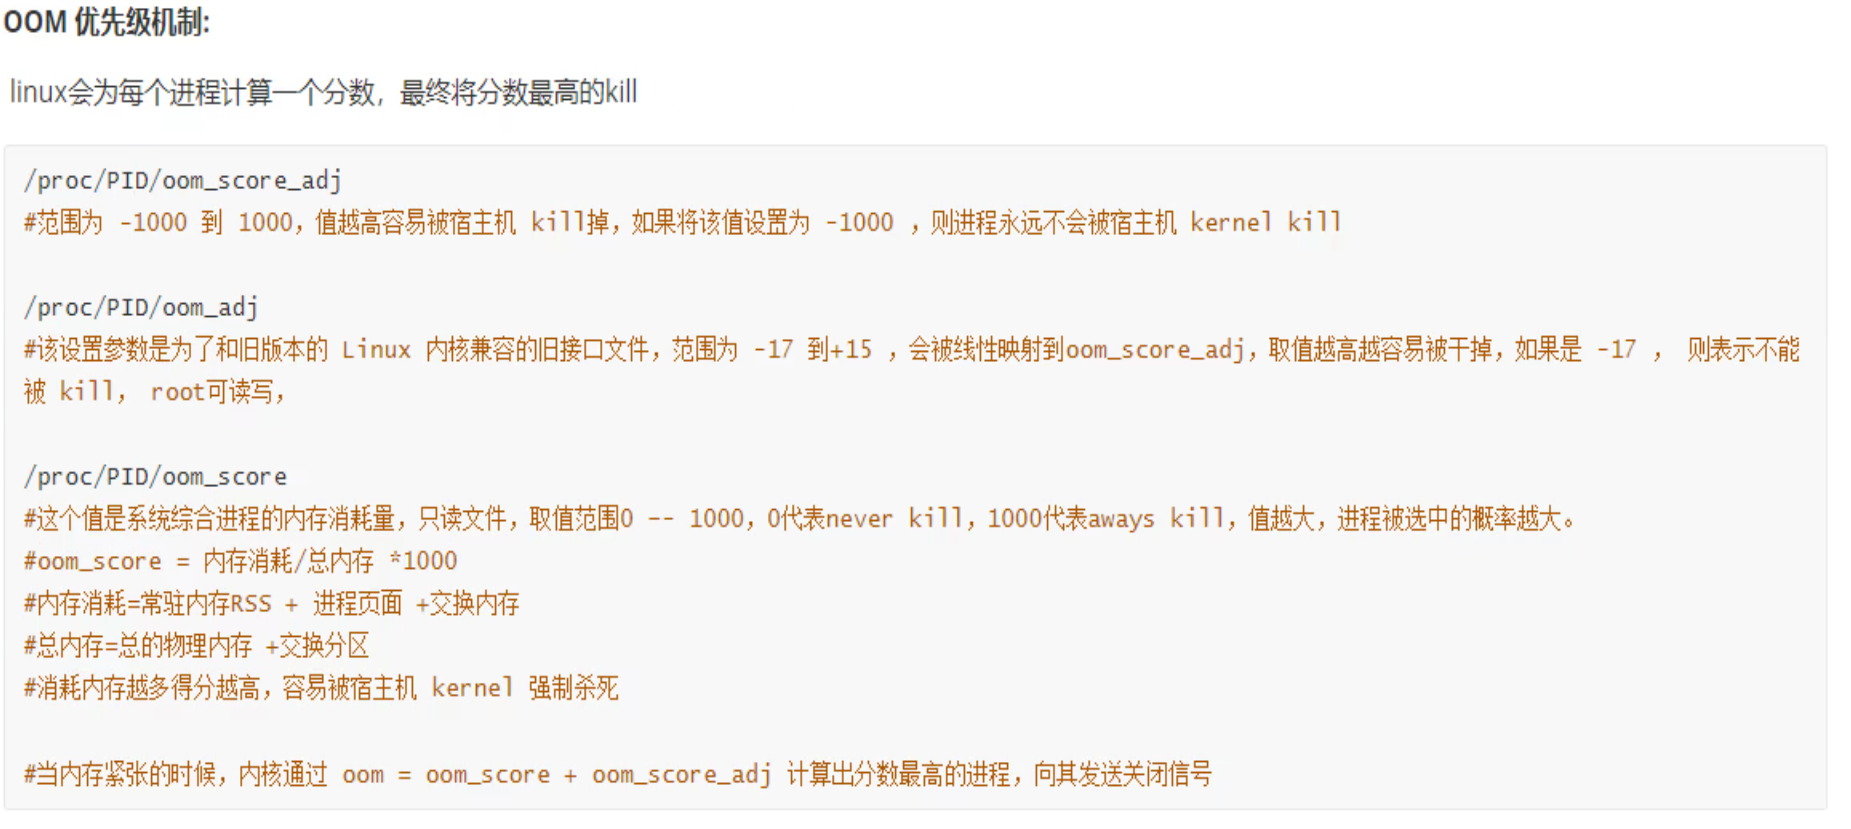 OOM 优先级机制:
linux会为每个进程计算一个分数，最终将分数最高的kill
/proc/PID/oom_score_adj
#范围为 -1000 到 1000，值越高容易被宿主机 kill掉，如果将该值设置为 -1000 ，则进程永远不会被宿主机 kernel kill
/proc/PID/oom_adj
#该设置参数是为了和旧版本的 Linux 内核兼容的旧接口文件，范围为 -17 到+15 ，会被线性映射到oom_score_adj，取值越高越容易被干掉，如果是 -17 ， 则表示不能
被 kill， root可读写，
/proc/PID/oom_score
#这个值是系统综合进程的内存消耗量，只读文件，取值范围0 -- 1000，0代表never kill，1000代表aways kill，值越大，进程被选中的概率越大。
#oom_score = 内存消耗/总内存 *1000
#内存消耗=常驻内存RSS + 进程页面 +交换内存
#总内存=总的物理内存 +交换分区
#消耗内存越多得分越高，容易被宿主机 kernel 强制杀死
#当内存紧张的时候，内核通过 oom = oom_score + oom_score_adj 计算出分数最高的进程，向其发送关闭信号